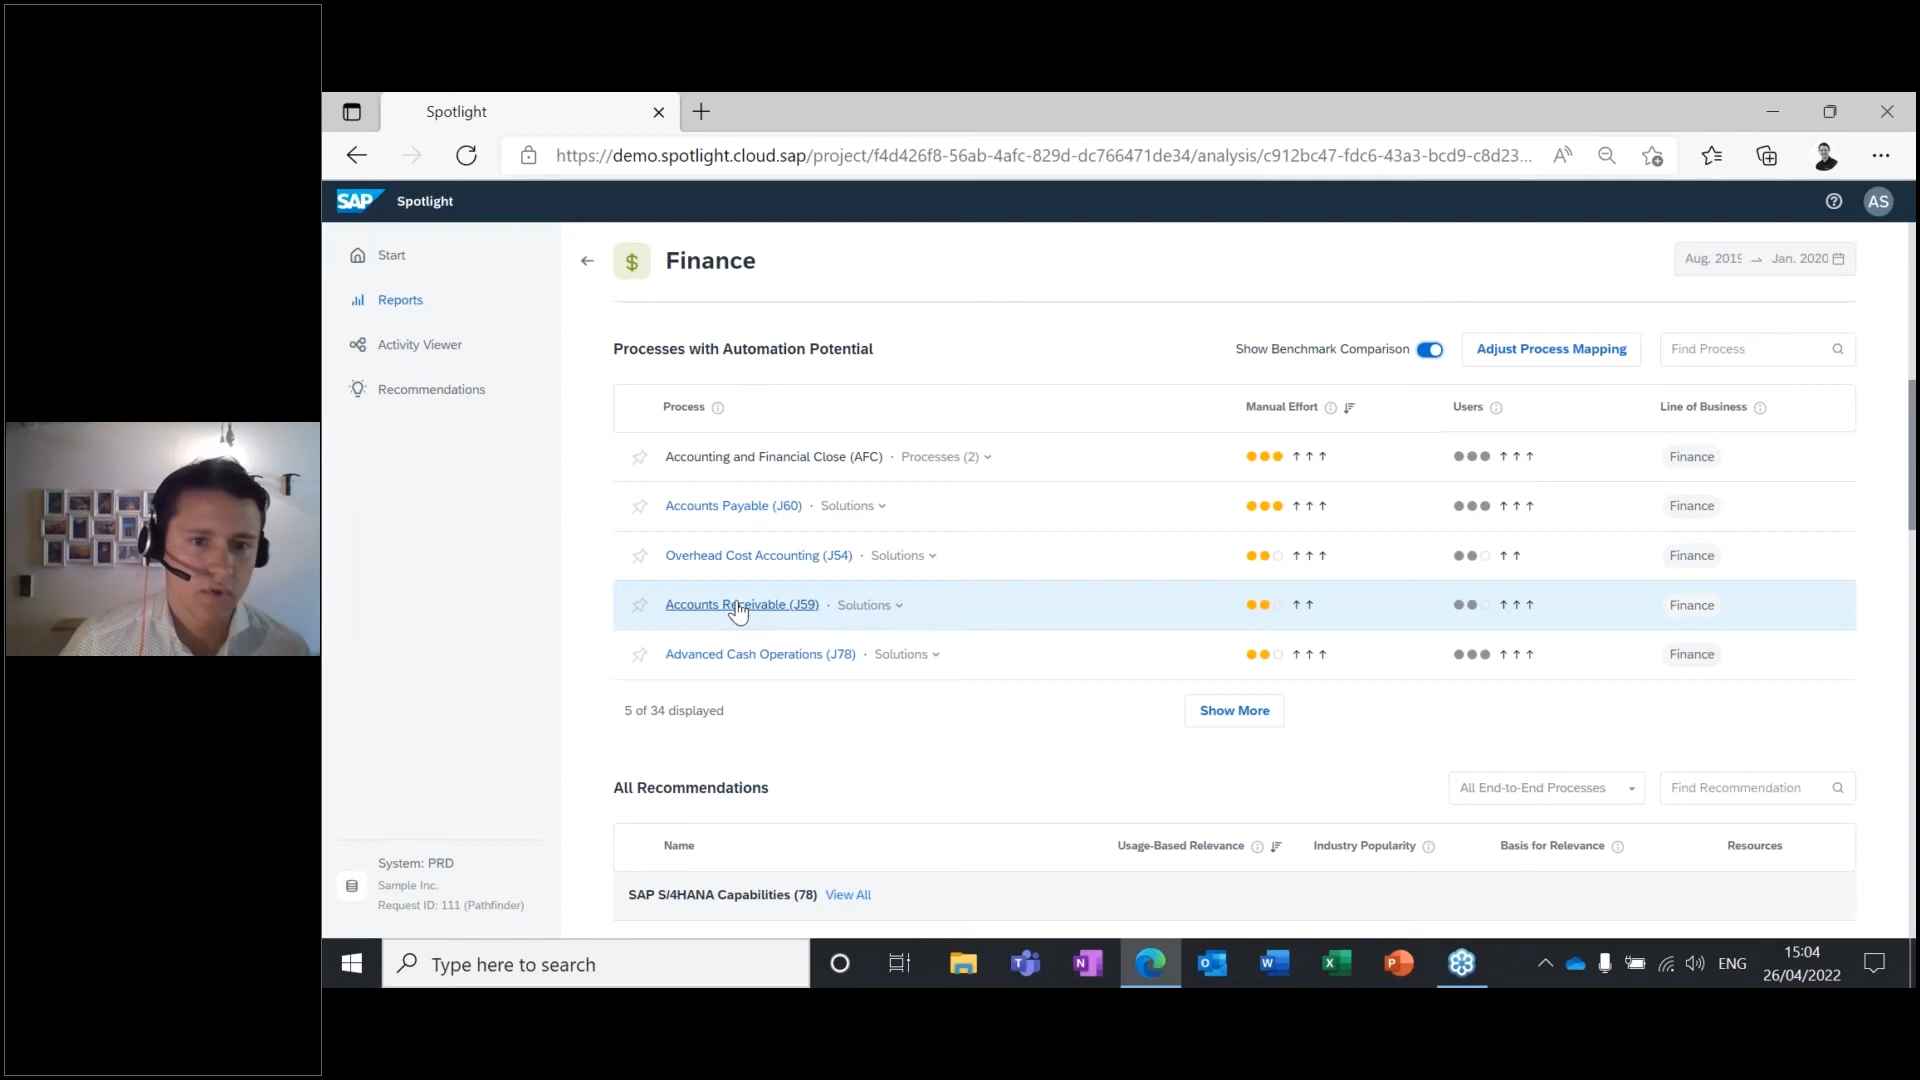 Spotlight
https://demo.spotlight.cloud.sap/project/f4d426f8-56ab-4afc-829d-dc766471de34/analysis/c912bc47-fdc6-43a3-bcd9-c8d23...
SAP Spotlight
AS
Start
Reports
Activity Viewer
Recommendations
System: PRD
Sample Inc.
Request ID: 111 (Pathfinder)
$ Finance
Aug. 2019 → Jan. 2020
Processes with Automation Potential
Show Benchmark Comparison
Adjust Process Mapping
Find Process
Process Manual Effort Users Line of Business
Accounting and Financial Close (AFC) · Processes (2) ↑ ↑ ↑ ↑ ↑ ↑ Finance
Accounts Payable (J60) · Solutions ↑ ↑ ↑ ↑ ↑ ↑ Finance
Overhead Cost Accounting (J54) · Solutions ↑ ↑ ↑ ↑ ↑ Finance
Accounts Receivable (J59) · Solutions ↑ ↑ ↑ ↑ ↑ Finance
Advanced Cash Operations (J78) · Solutions ↑ ↑ ↑ ↑ ↑ ↑ Finance
5 of 34 displayed
Show More
All Recommendations
All End-to-End Processes
Find Recommendation
Name Usage-Based Relevance Industry Popularity Basis for Relevance Resources
SAP S/4HANA Capabilities (78) View All
Type here to search
ENG
15:04
26/04/2022